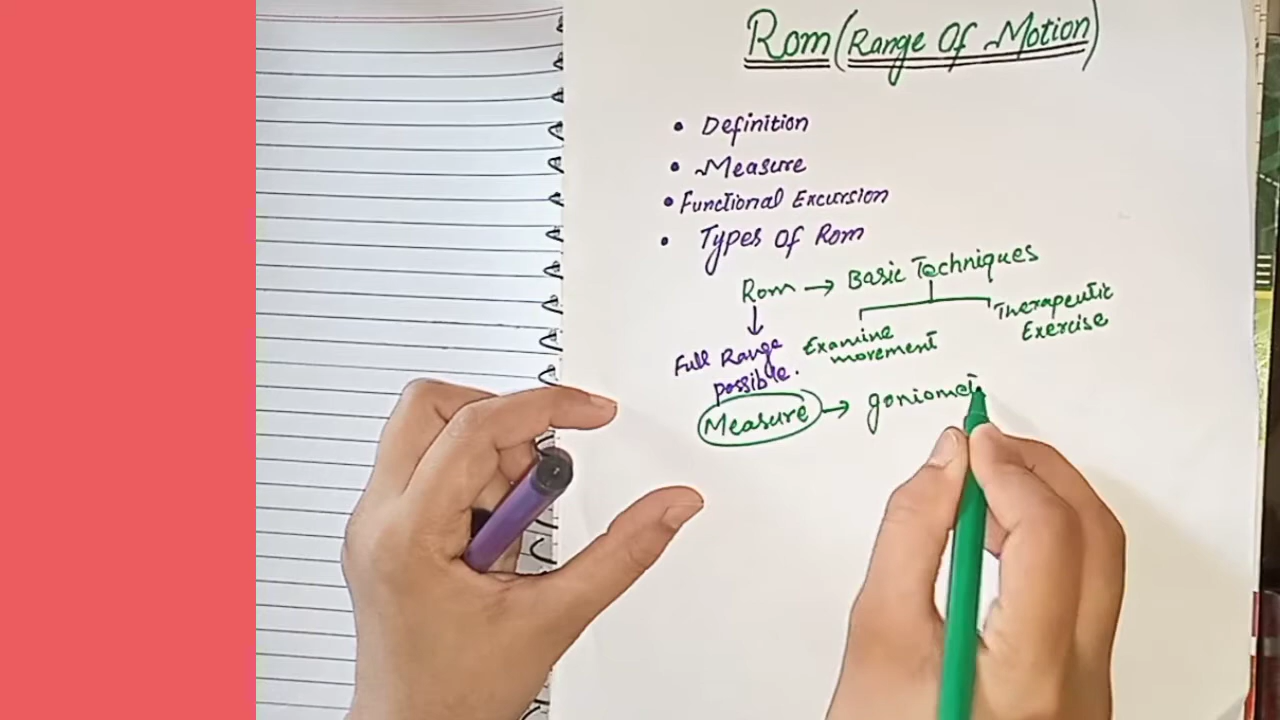 Rom (Range Of Motion)
• Definition
• Measure
• Functional Excursion
• Types Of Rom
Rom → Basic Techniques
↓
Examine movement
Therapeutic Exercise
Full Range possible.
Measure → goniomet